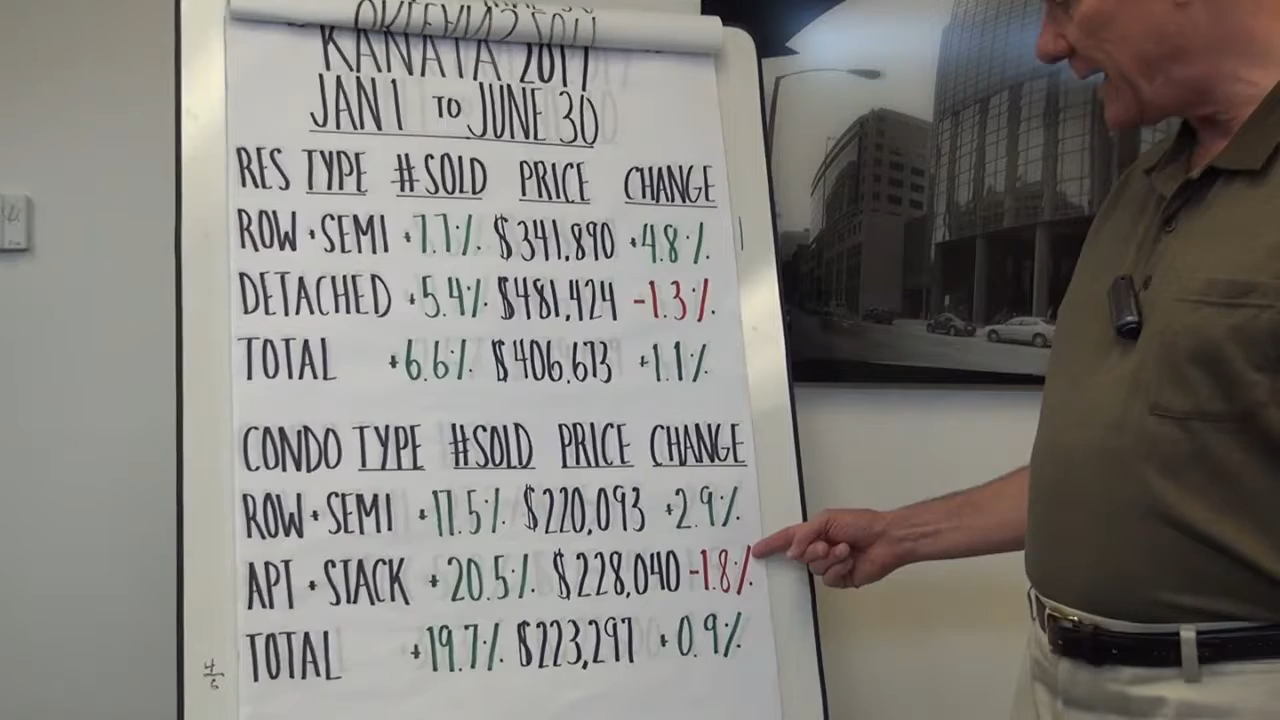 KANATA 2017
JAN 1 TO JUNE 30
RES TYPE #SOLD PRICE CHANGE
ROW+SEMI +7.7% $341,890 +4.8%
DETACHED +5.4% $481,424 -1.3%
TOTAL +6.6% $406,673 +1.1%
CONDO TYPE #SOLD PRICE CHANGE
ROW+SEMI +17.5% $220,093 +2.9%
APT+STACK +20.5% $228,040 -1.8%
TOTAL +19.7% $223,297 +0.9%